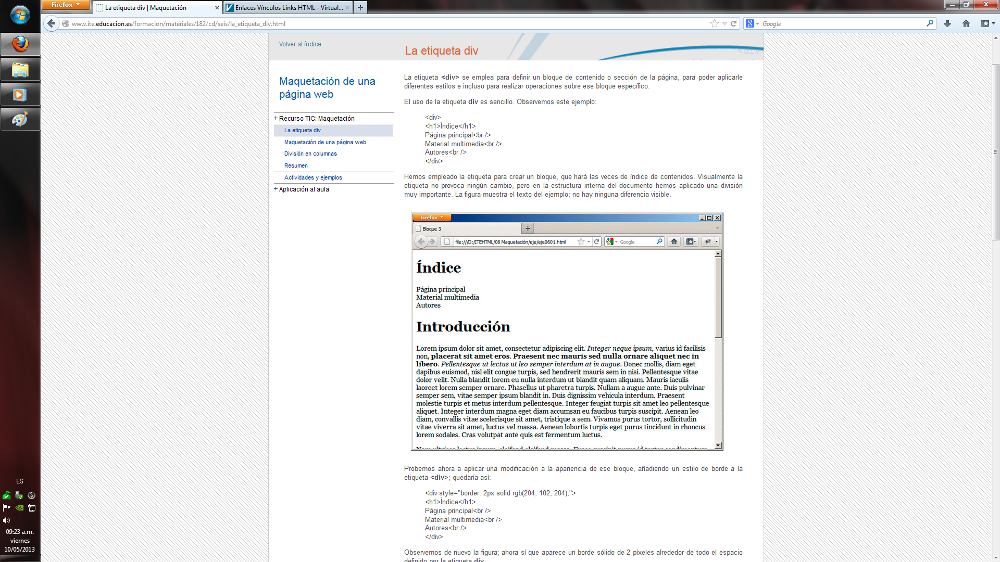 Firefox
La etiqueta div | Maquetación
Enlaces Vínculos Links HTML - Virtual...
www.ite.educacion.es/formacion/materiales/182/cd/seis/la_etiqueta_div.html
Google
Volver al índice
La etiqueta div
<div
Maquetación de una
página web
+ Recurso TIC: Maquetación
La etiqueta div
Maquetación de una página web
División en columnas
Resumen
Actividades y ejemplos
+ Aplicación al aula
La etiqueta <div> se emplea para definir un bloque de contenido o sección de la página, para poder aplicarle
diferentes estilos e incluso para realizar operaciones sobre ese bloque específico.
El uso de la etiqueta div es sencillo. Observemos este ejemplo:
<div>
<h1>Índice</h1>
Página principal<br />
Material multimedia<br />
Autores<br />
</div>
Hemos empleado la etiqueta para crear un bloque, que hará las veces de índice de contenidos. Visualmente la
etiqueta no provoca ningún cambio, pero en la estructura interna del documento hemos aplicado una división
muy importante. La figura muestra el texto del ejemplo; no hay ninguna diferencia visible.
Firefox
Bloque 3
file:///D:/ITEHTML/06 Maquetación/eje/eje0601.html
Google
Índice
Página principal
Material multimedia
Autores
Introducción
Lorem ipsum dolor sit amet, consectetur adipiscing elit. Integer neque ipsum, varius id facilisis
non, placerat sit amet eros. Praesent nec mauris sed nulla ornare aliquet nec in
libero. Pellentesque ut lectus ut leo semper interdum at in augue. Donec mollis, diam eget
dapibus euismod, nisl elit congue turpis, sed hendrerit mauris sem in nisi. Pellentesque vitae
dolor velit. Nulla blandit lorem eu nulla interdum ut blandit quam aliquam. Mauris iaculis
laoreet lorem semper ornare. Phasellus ut pharetra turpis. Nullam a augue ante. Duis pulvinar
semper sem, vitae semper ipsum blandit in. Duis dignissim vehicula interdum. Praesent
molestie turpis et metus interdum pellentesque. Integer feugiat turpis sit amet leo pellentesque
aliquet. Integer interdum magna eget diam accumsan eu faucibus turpis suscipit. Aenean leo
diam, convallis vitae scelerisque sit amet, tristique a sem. Vivamus purus tortor, sollicitudin
vitae viverra sit amet, luctus vel massa. Aenean lobortis turpis eget purus tincidunt in rhoncus
lorem sodales. Cras volutpat ante quis est fermentum luctus.
Probemos ahora a aplicar una modificación a la apariencia de ese bloque, añadiendo un estilo de borde a la
etiqueta <div>; quedaría así:
<div style="border: 2px solid rgb(204, 102, 204);">
<h1>Índice</h1>
Página principal<br />
Material multimedia<br />
Autores<br />
</div>
Observemos de nuevo la figura; ahora sí que aparece un borde sólido de 2 píxeles alrededor de todo el espacio
definido por la etiqueta div
ES
09:23 a.m.
viernes
10/05/2013